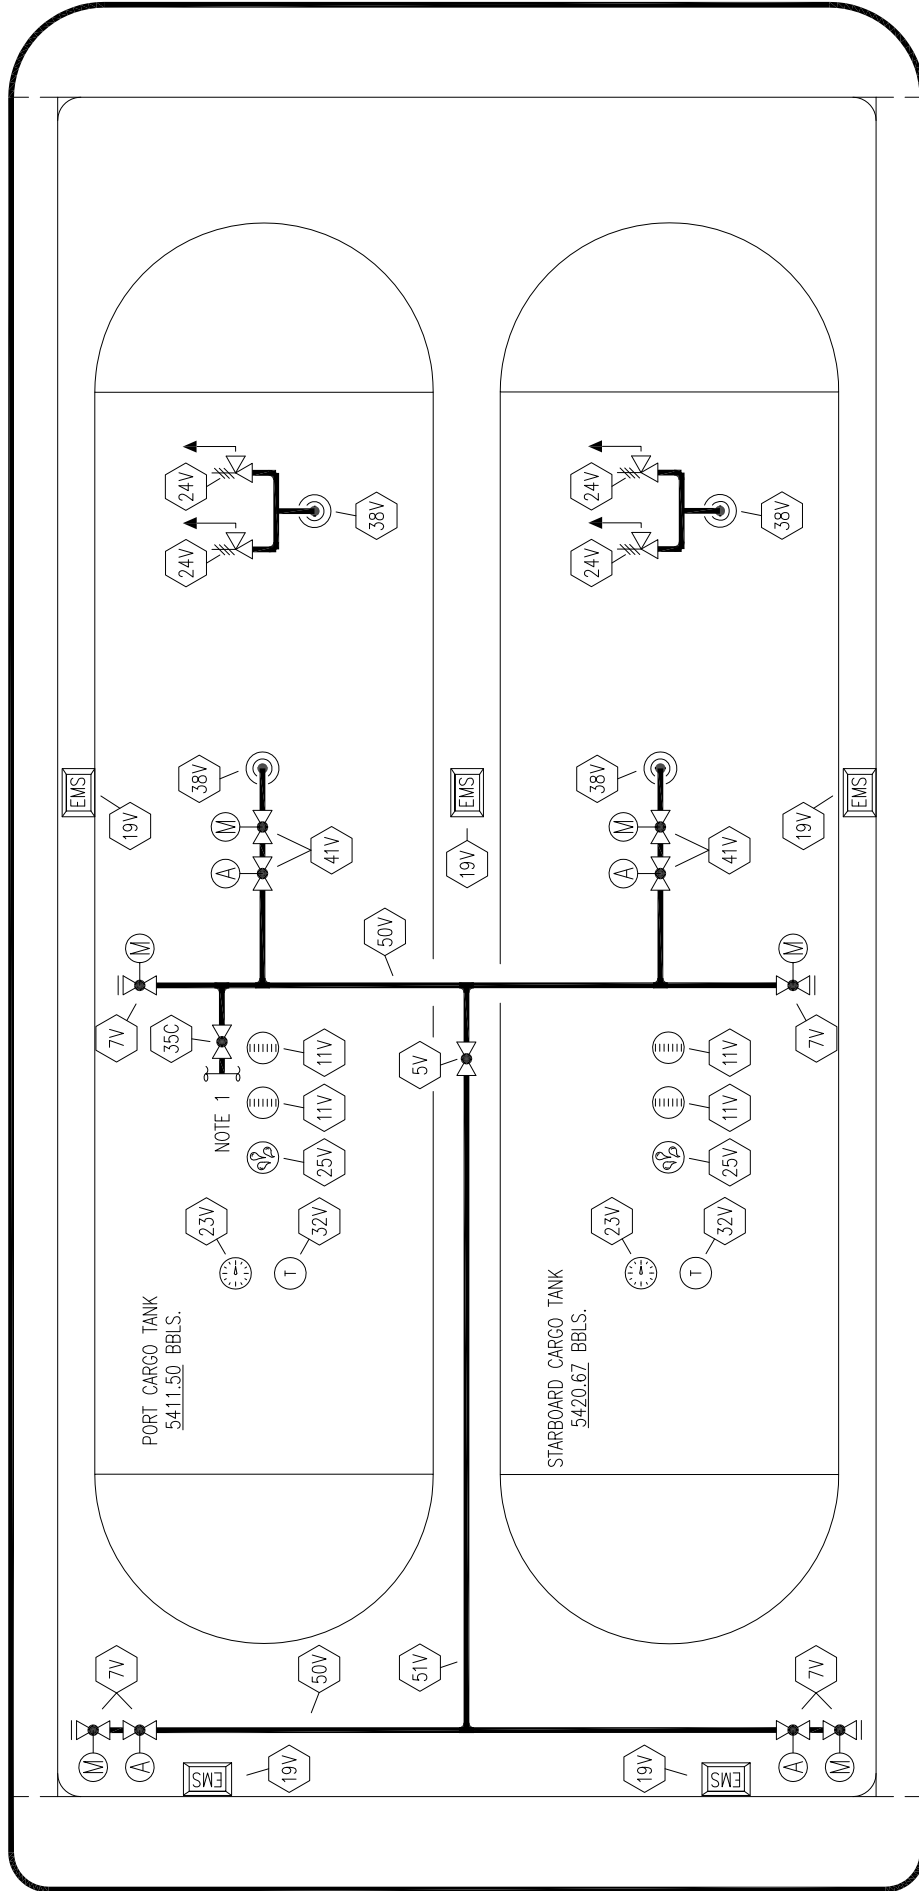 24V
24V
38V
24V
24V
38V
EMS
19V
38V
M
A
41V
EMS
19V
38V
M
A
41V
EMS
19V
M
7V
35C
NOTE 1
50V
5V
M
7V
11V
11V
25V
23V
32V
T
11V
11V
25V
23V
32V
T
PORT CARGO TANK
5411.50 BBLS.
STARBOARD CARGO TANK
5420.67 BBLS.
7V
M
A
50V
51V
7V
A
M
EMS
19V
19V
EMS